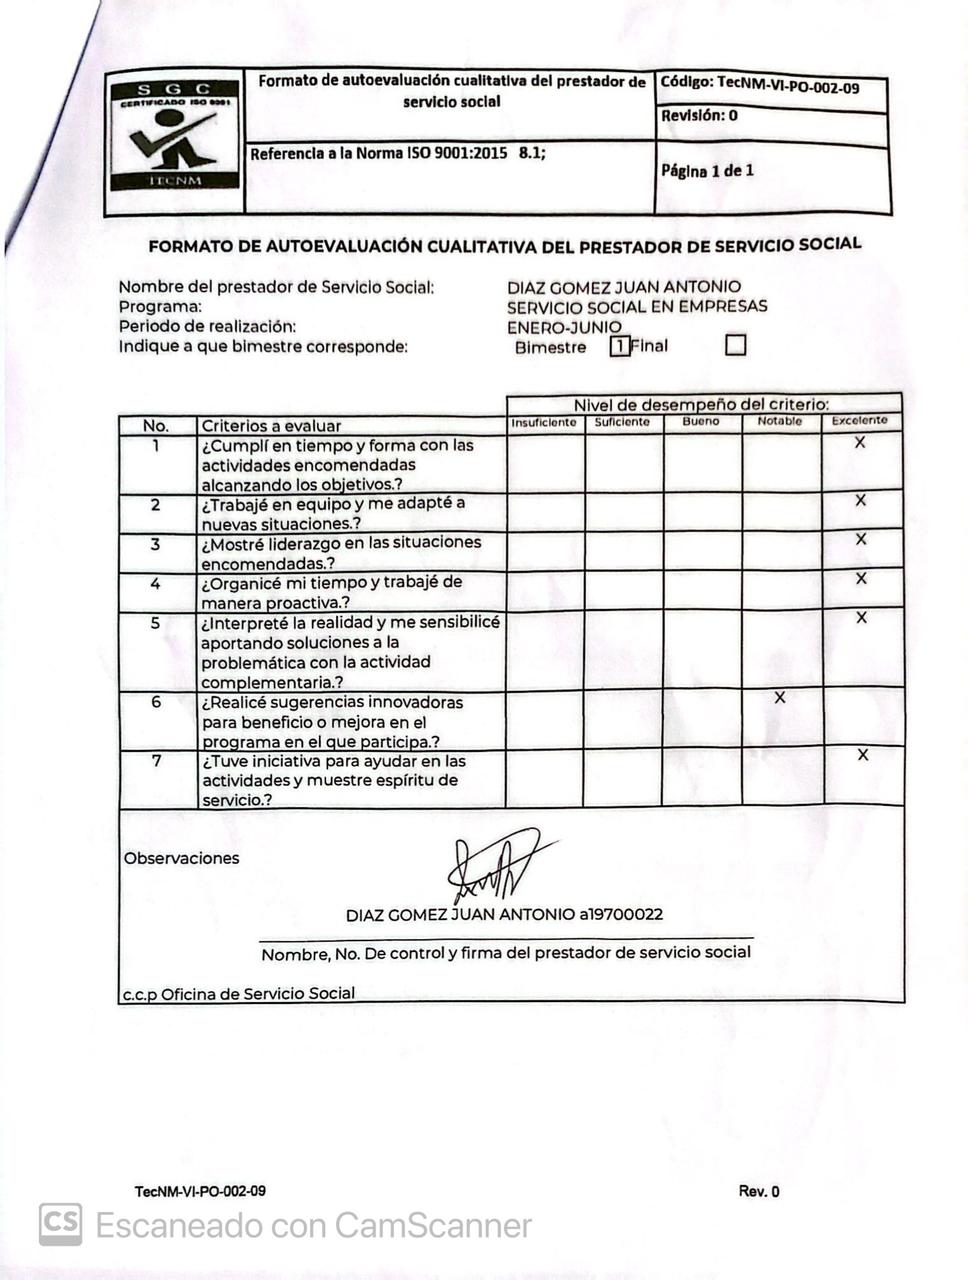 S G C
CERTIFICADO ISO 9001
TECNM
Formato de autoevaluación cualitativa del prestador de
servicio social
Referencia a la Norma ISO 9001:2015 8.1;
Código: TecNM-VI-PO-002-09
Revisión: 0
Página 1 de 1
FORMATO DE AUTOEVALUACIÓN CUALITATIVA DEL PRESTADOR DE SERVICIO SOCIAL
Nombre del prestador de Servicio Social: DIAZ GOMEZ JUAN ANTONIO
Programa: SERVICIO SOCIAL EN EMPRESAS
Periodo de realización: ENERO-JUNIO
Indique a que bimestre corresponde: Bimestre 1 Final
Nivel de desempeño del criterio:
No. Criterios a evaluar Insuficiente Suficiente Bueno Notable Excelente
1 ¿Cumplí en tiempo y forma con las X
actividades encomendadas
alcanzando los objetivos.?
2 ¿Trabajé en equipo y me adapté a X
nuevas situaciones.?
3 ¿Mostré liderazgo en las situaciones X
encomendadas.?
4 ¿Organicé mi tiempo y trabajé de X
manera proactiva.?
5 ¿Interpreté la realidad y me sensibilicé X
aportando soluciones a la
problemática con la actividad
complementaria.?
6 ¿Realicé sugerencias innovadoras X
para beneficio o mejora en el
programa en el que participa.?
7 ¿Tuve iniciativa para ayudar en las X
actividades y muestre espíritu de
servicio.?
Observaciones
DIAZ GOMEZ JUAN ANTONIO a19700022
Nombre, No. De control y firma del prestador de servicio social
c.c.p Oficina de Servicio Social
TecNM-VI-PO-002-09 Rev. 0
CS Escaneado con CamScanner